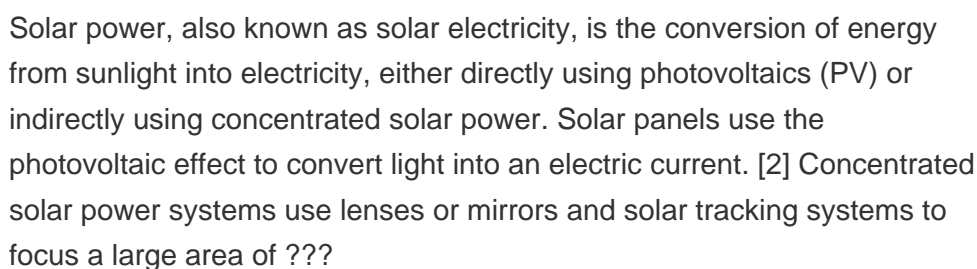 Solar power, also known as solar electricity, is the conversion of energy
from sunlight into electricity, either directly using photovoltaics (PV) or
indirectly using concentrated solar power. Solar panels use the
photovoltaic effect to convert light into an electric current. [2] Concentrated
solar power systems use lenses or mirrors and solar tracking systems to
focus a large area of ???